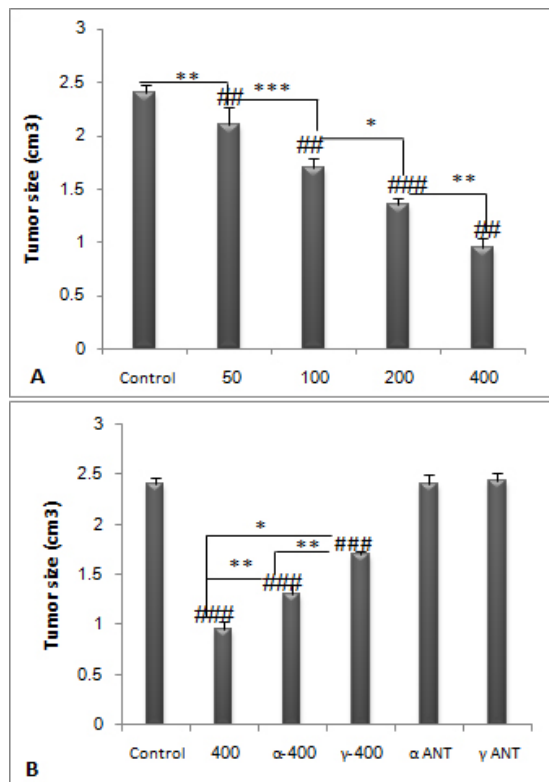 3
2.5
2
1.5
1
0.5
0
Tumor size (cm3)
** *** * **
## ## ### ##
Control 50 100 200 400
A
3
2.5
2
1.5
1
0.5
0
Tumor size (cm3)
*
** **
### ### ###
Control 400 α-400 γ-400 α ANT γ ANT
B